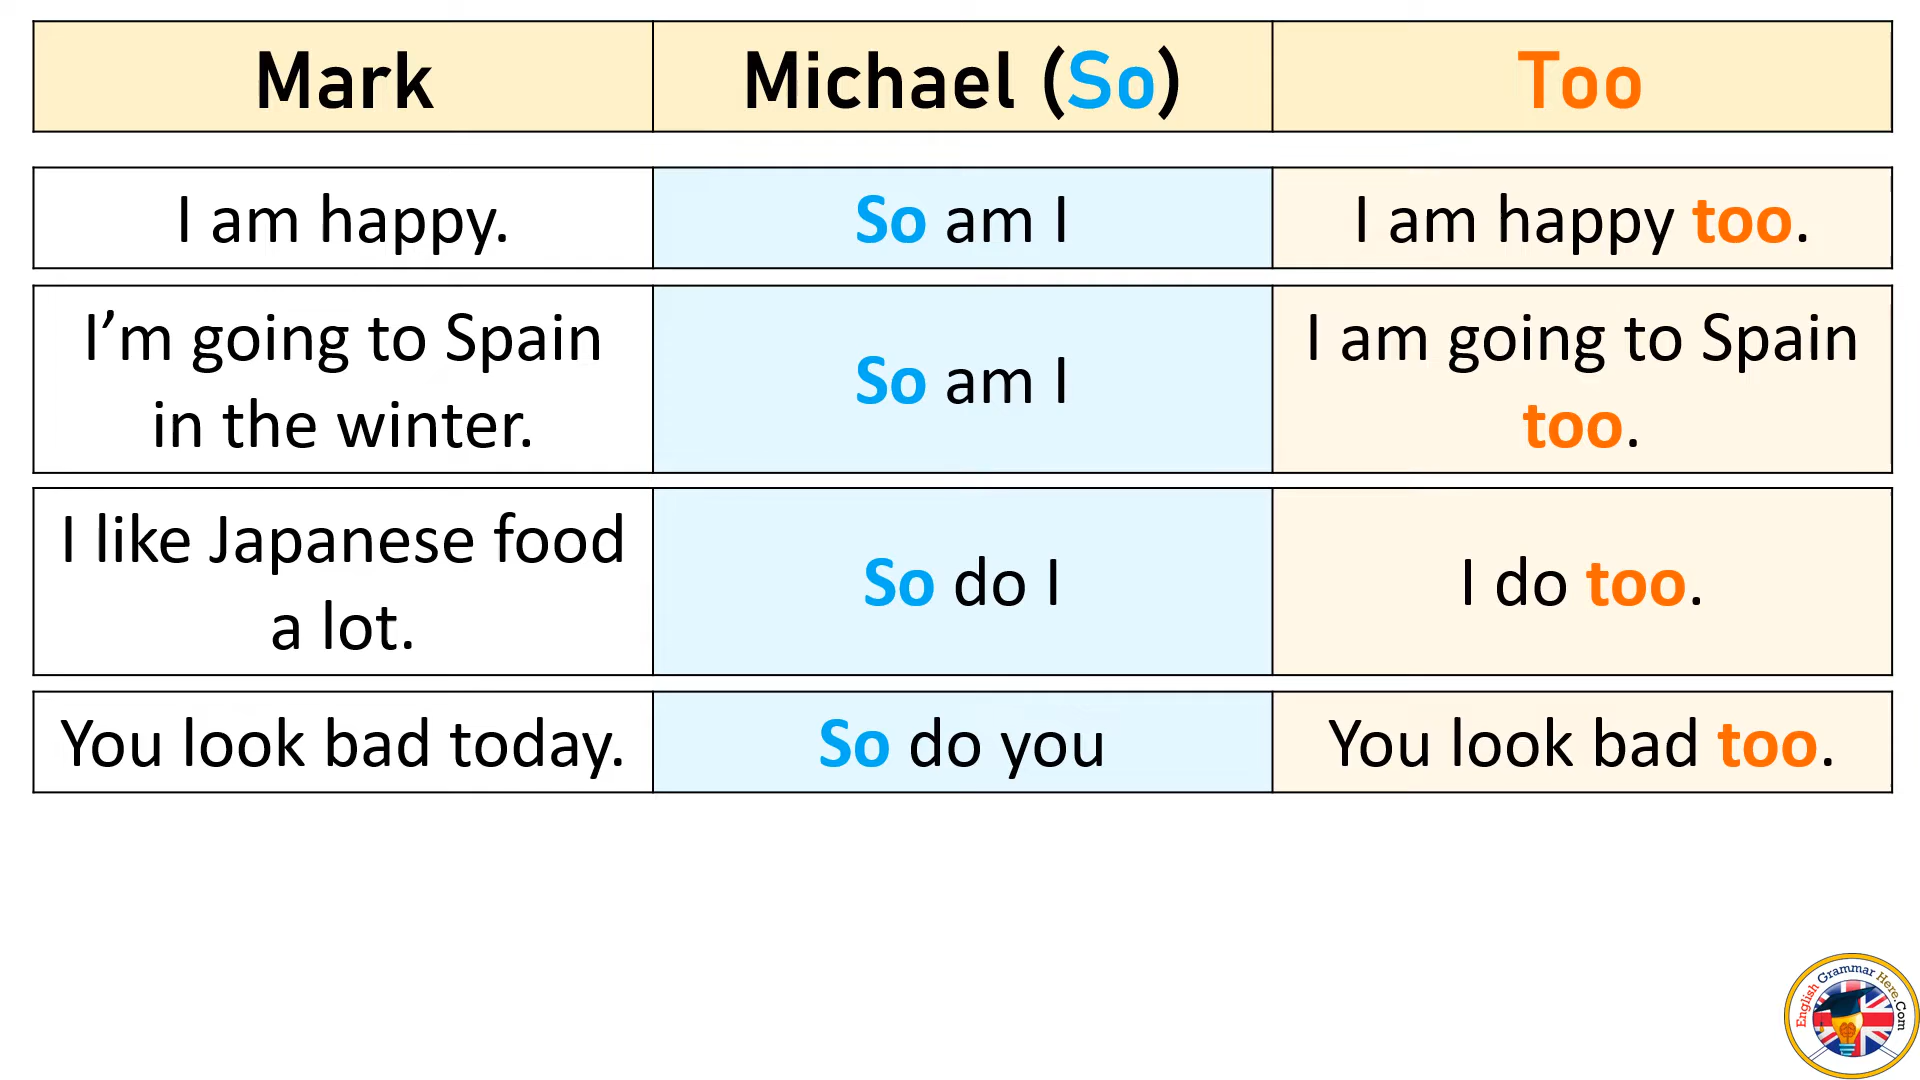 Mark
Michael (So)
Too
I am happy.
So am I
I am happy too.
I’m going to Spain
in the winter.
So am I
I am going to Spain
too.
I like Japanese food
a lot.
So do I
I do too.
You look bad today.
So do you
You look bad too.
English Grammar Here.Com